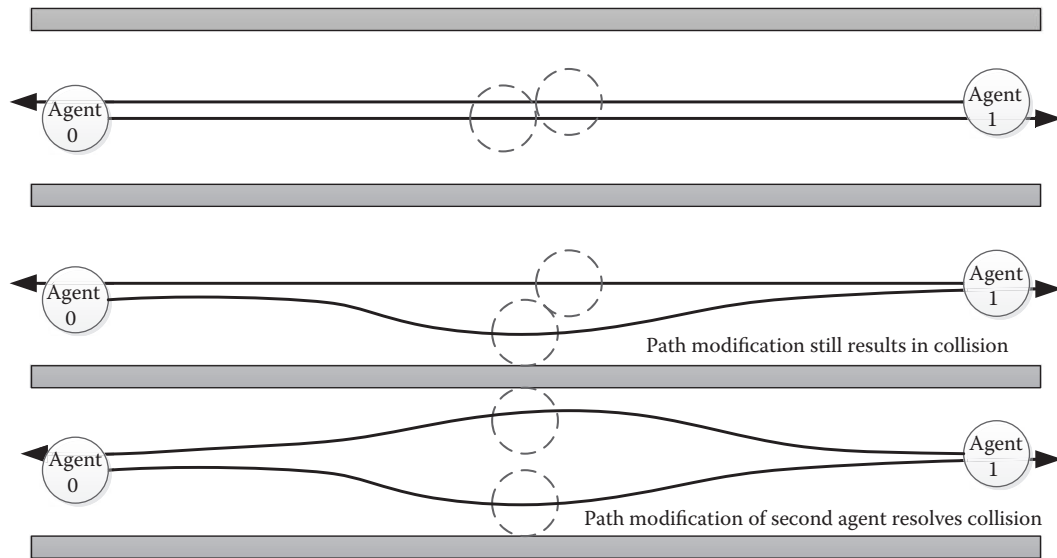 Agent
0
Agent
1
Agent
0
Agent
1
Path modification still results in collision
Agent
0
Agent
1
Path modification of second agent resolves collision